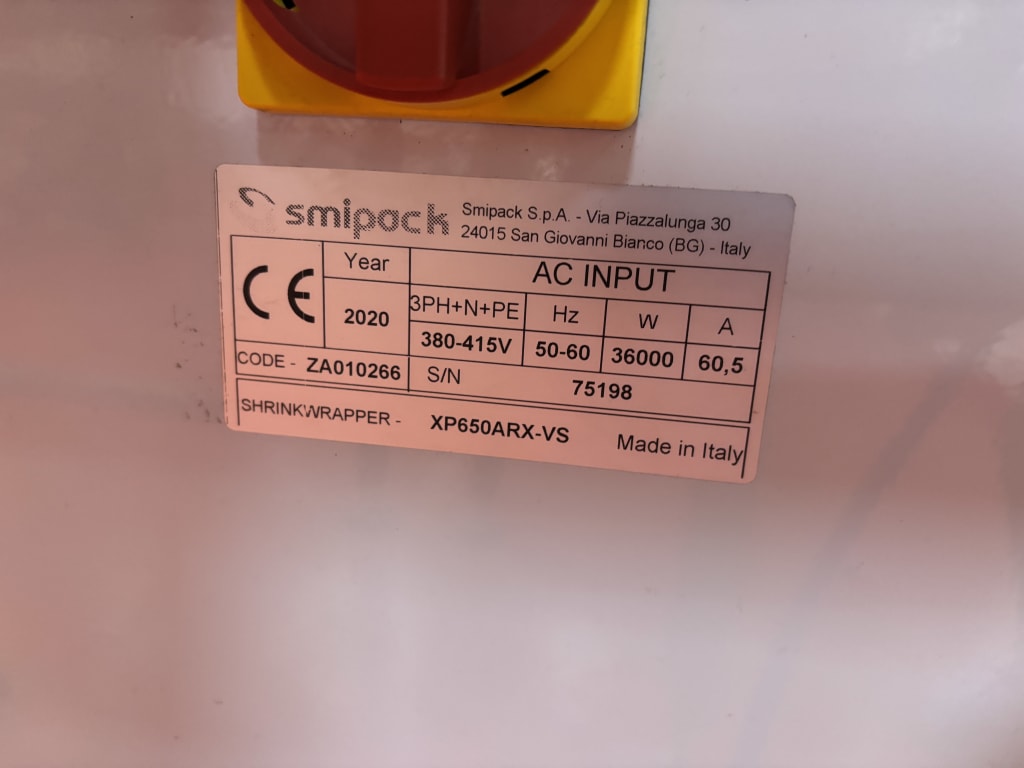 smipack
Smipack S.p.A. - Via Piazzalunga 30
24015 San Giovanni Bianco (BG) - Italy
CE
Year
2020
AC INPUT
3PH+N+PE Hz W A
380-415V 50-60 36000 60,5
CODE - ZA010266
S/N 75198
SHRINKWRAPPER - XP650ARX-VS Made in Italy